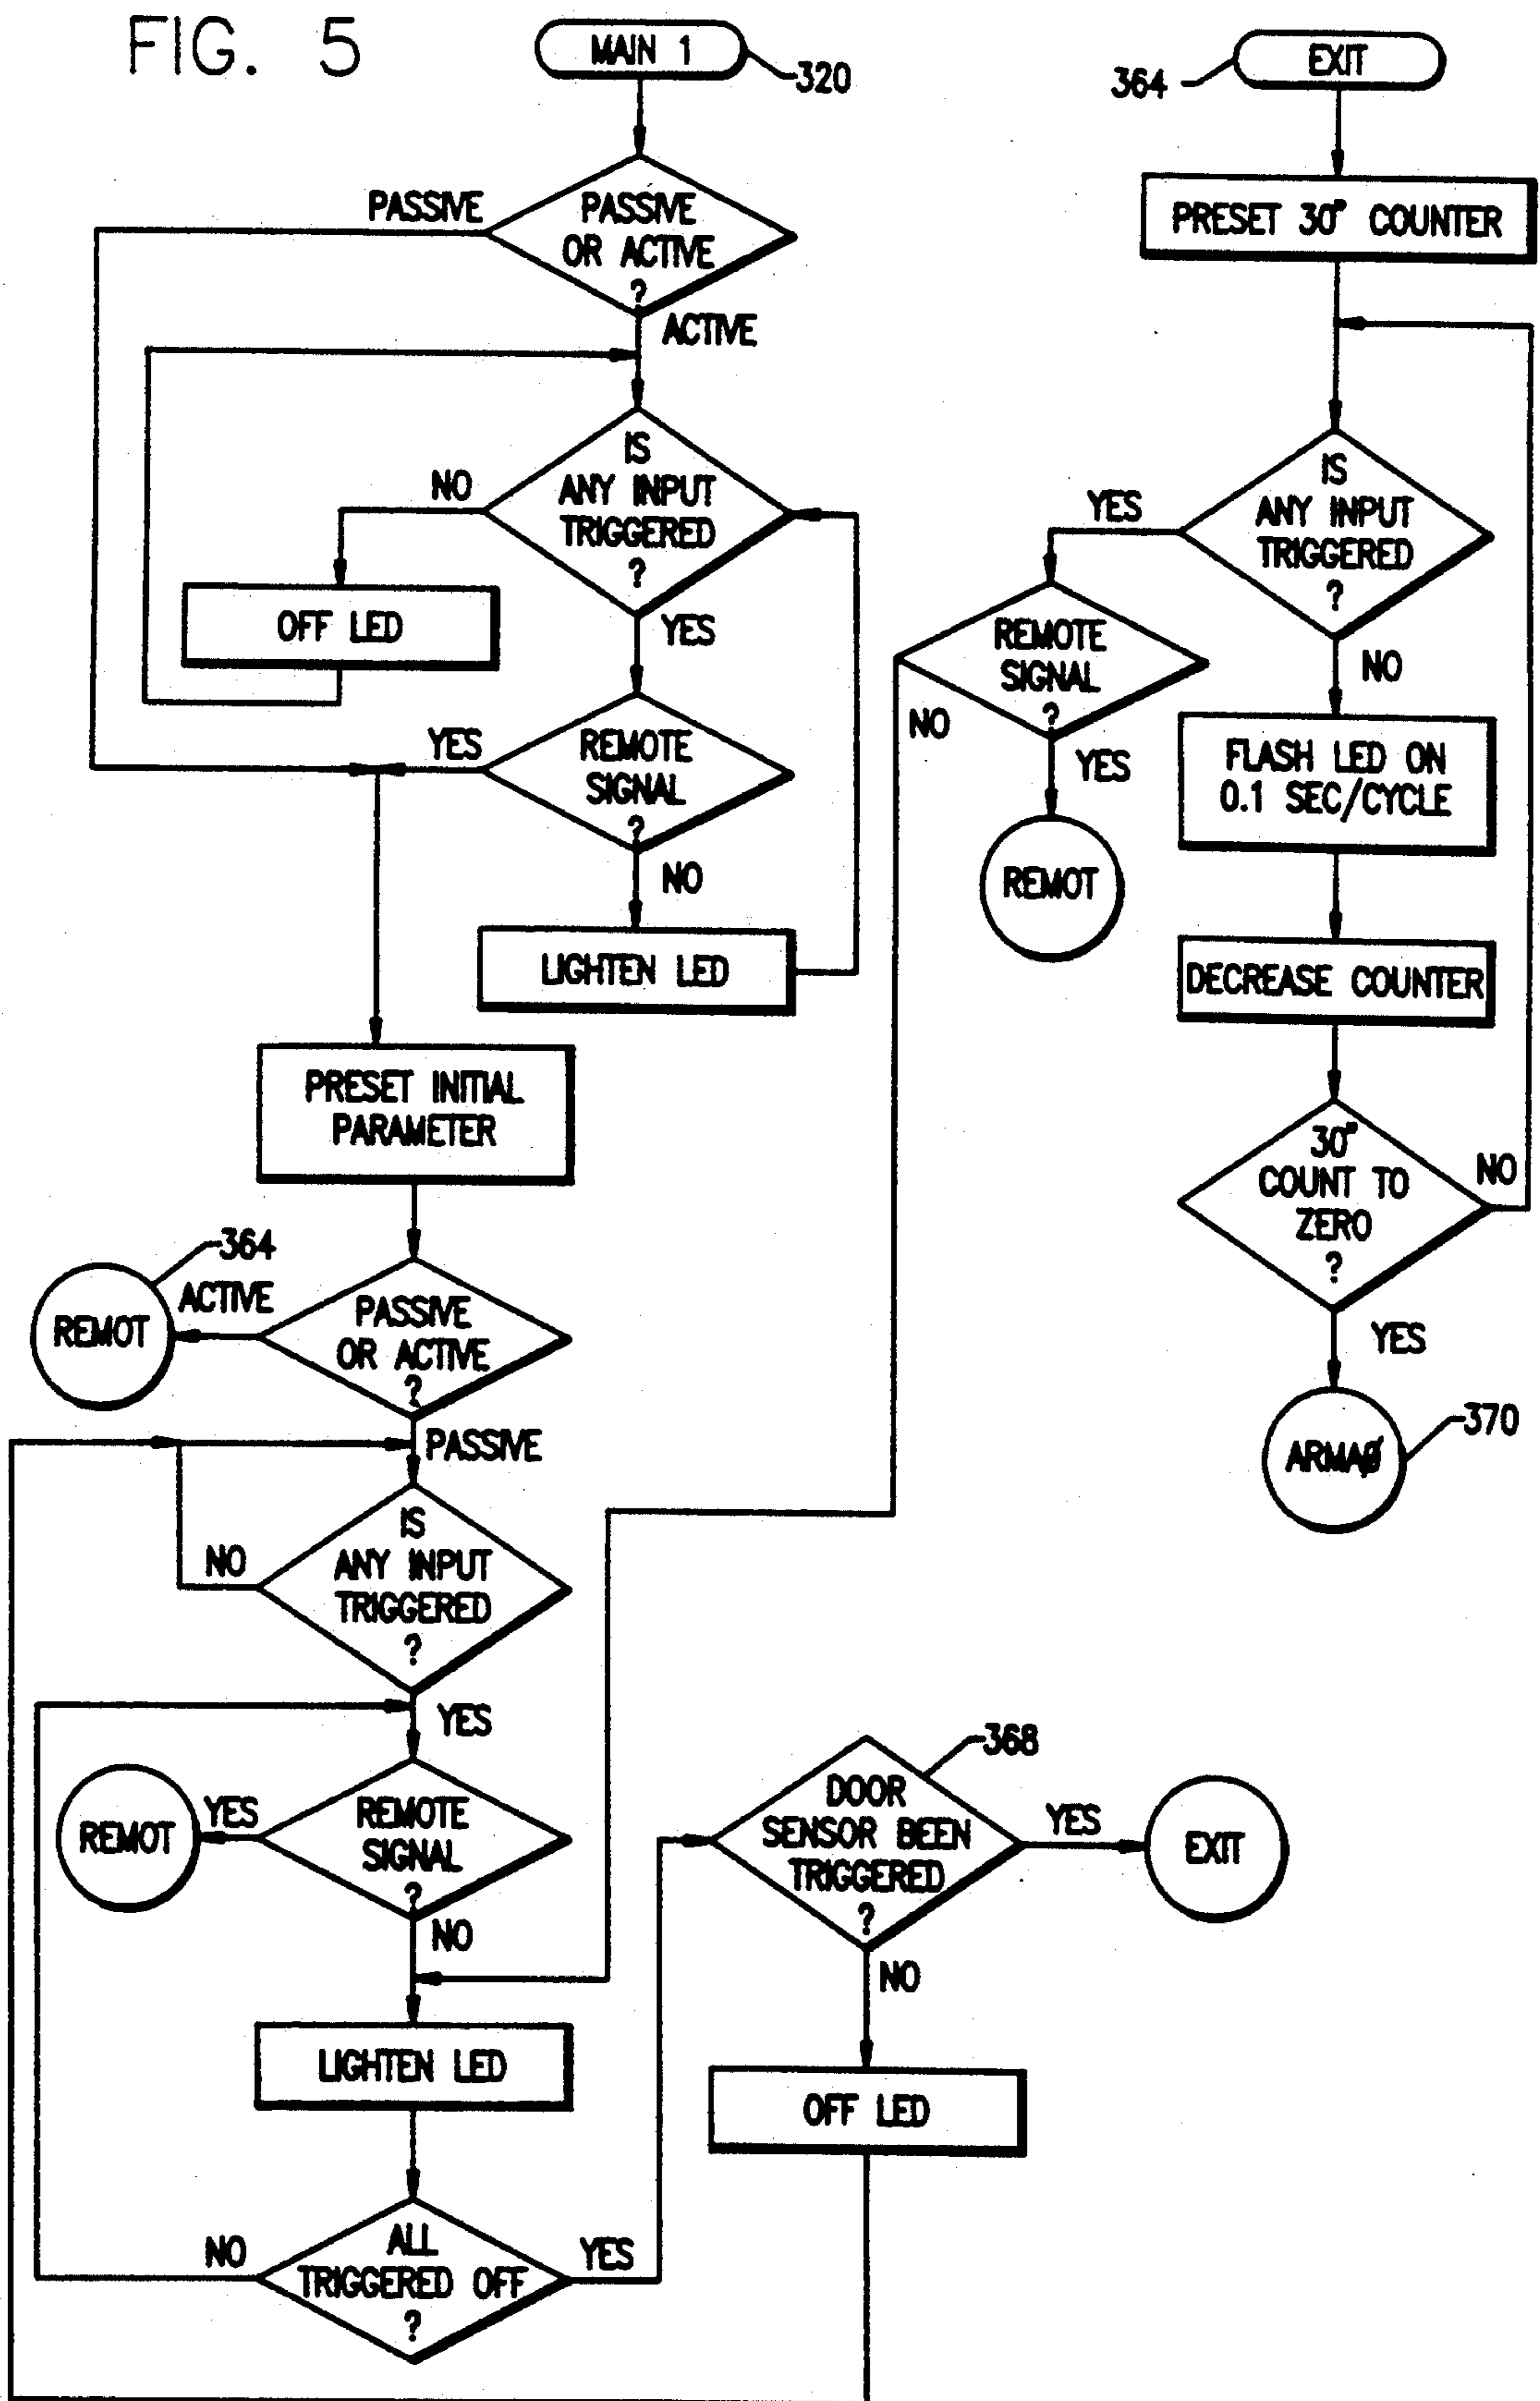 FIG. 5
MAIN 1
320
PASSIVE
PASSIVE
OR ACTIVE
?
ACTIVE
NO
IS
ANY INPUT
TRIGGERED
?
OFF LED
YES
YES
REMOTE
SIGNAL
?
NO
LIGHTEN LED
PRESET INITIAL
PARAMETER
364
REMOT
ACTIVE
PASSIVE
OR ACTIVE
?
PASSIVE
NO
IS
ANY INPUT
TRIGGERED
?
YES
REMOT
YES
REMOTE
SIGNAL
?
NO
LIGHTEN LED
NO
ALL
TRIGGERED OFF
?
YES
368
DOOR
SENSOR BEEN
TRIGGERED
?
YES
EXIT
NO
OFF LED
364
EXIT
PRESET 30" COUNTER
YES
IS
ANY INPUT
TRIGGERED
?
NO
REMOTE
SIGNAL
?
NO
YES
REMOT
FLASH LED ON
0.1 SEC/CYCLE
DECREASE COUNTER
30"
COUNT TO
ZERO
?
NO
YES
ARMAØ
370